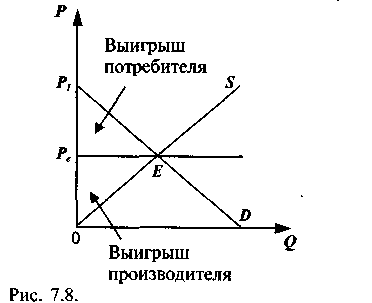 P
Выигрыш
потребителя
P₁
S
Pₑ
E
0
D
Q
Выигрыш
производителя
Рис. 7.8.